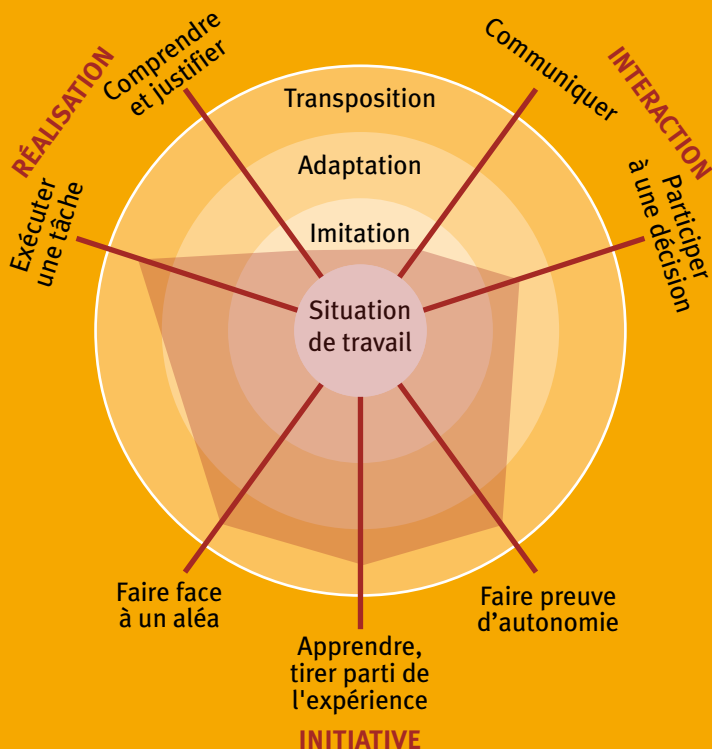 RÉALISATION
Comprendre
et justifier
Communiquer
INTERACTION
Transposition
Adaptation
Imitation
Exécuter
une tâche
Participer
à une décision
Situation
de travail
Faire face
à un aléa
Faire preuve
d’autonomie
Apprendre,
tirer parti de
l'expérience
INITIATIVE